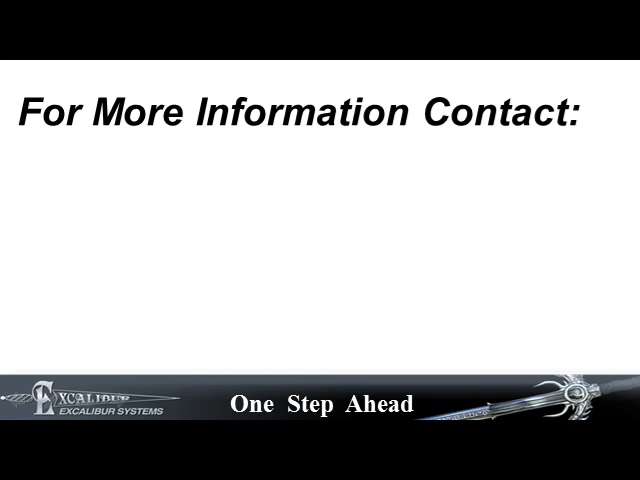 For More Information Contact:
EXCALIBUR
EXCALIBUR SYSTEMS
One Step Ahead